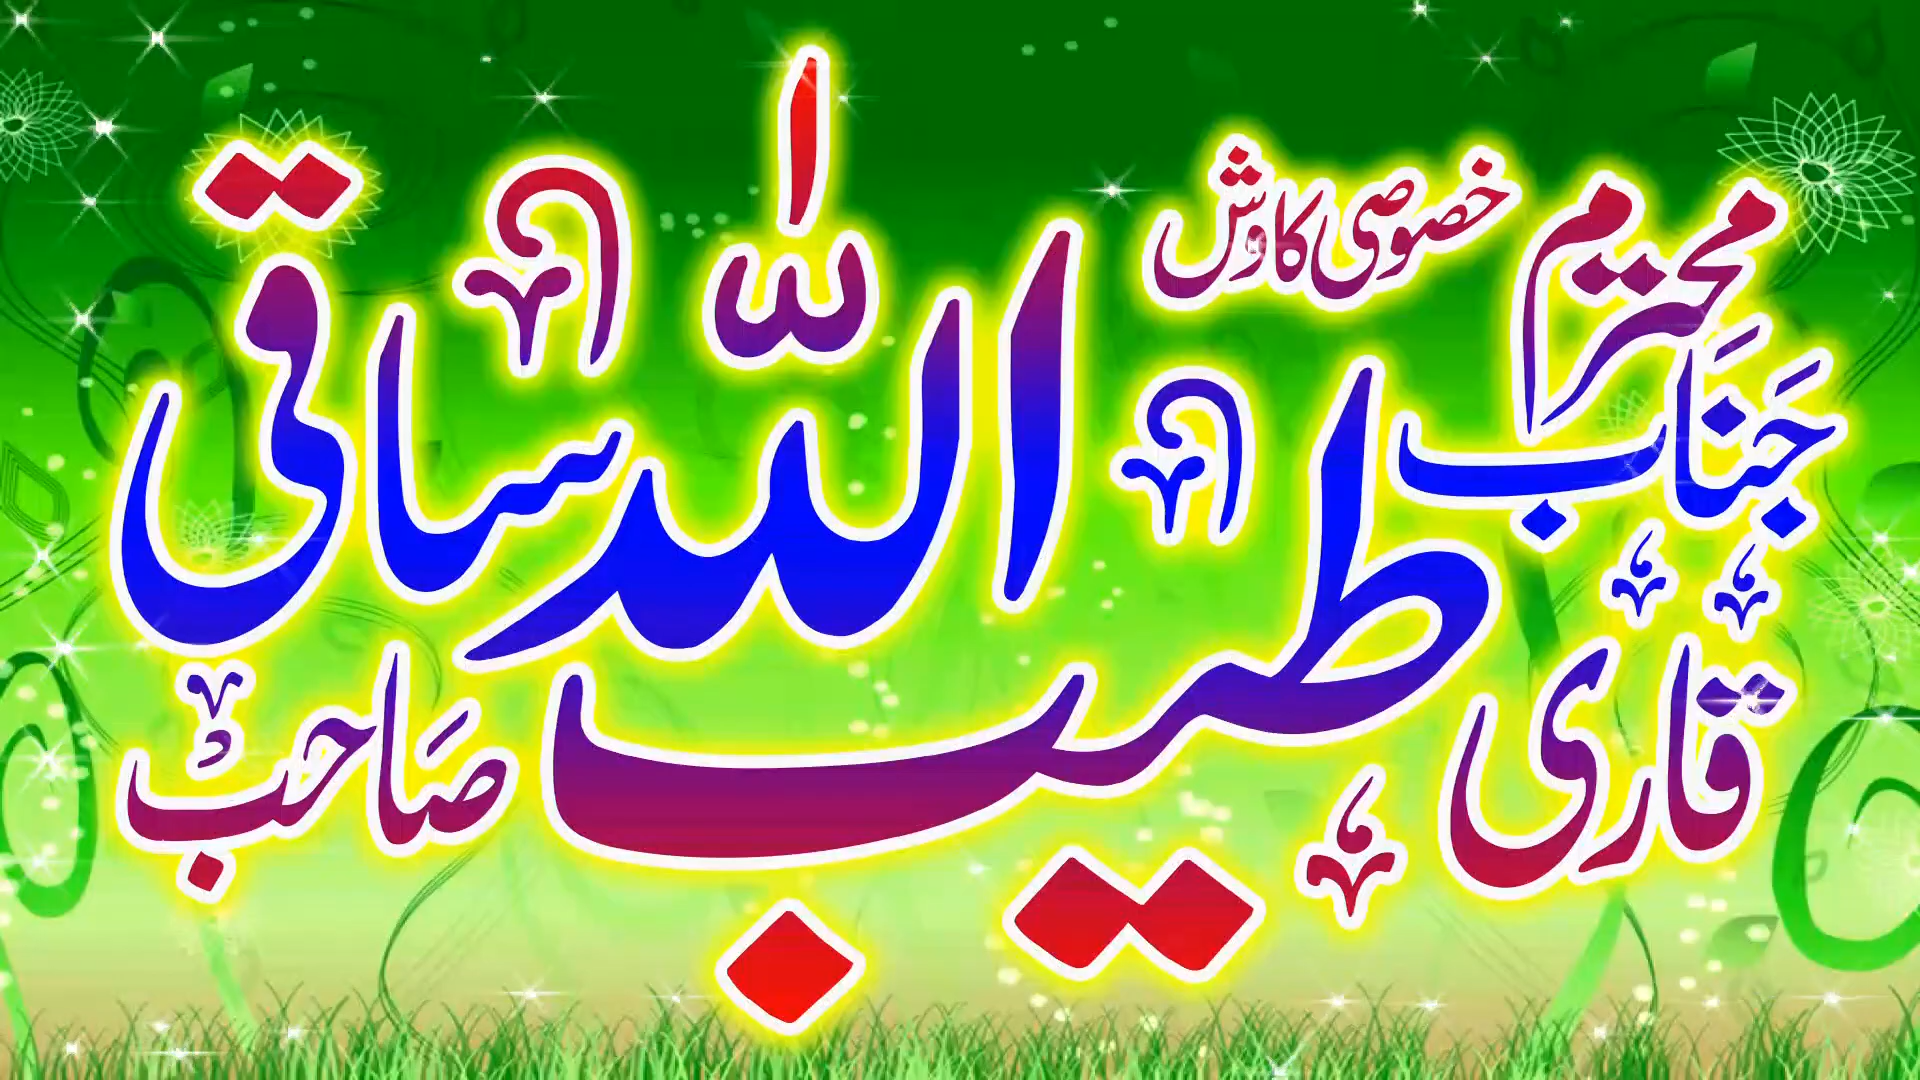 خصوصی کاوش
محترم جناب
قاری طیب اللہ ساقی صاحب